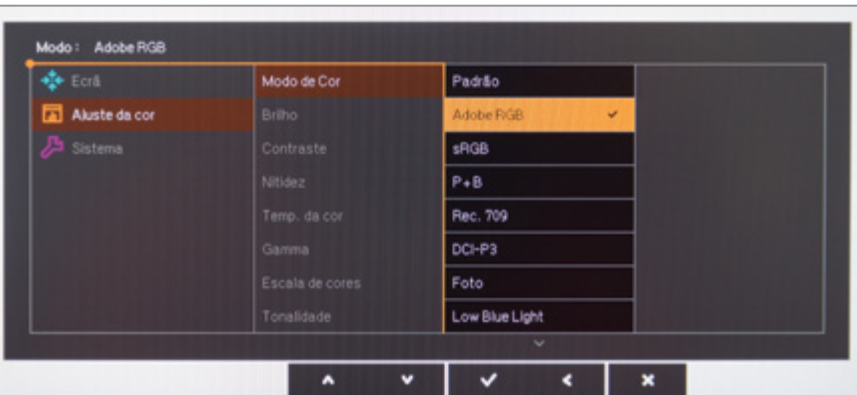 Modo : Adobe RGB
Ecrã
Ajuste da cor
Sistema
Modo de Cor
Brilho
Contraste
Nitidez
Temp. da cor
Gamma
Escala de cores
Tonalidade
Padrão
Adobe RGB
sRGB
P+B
Rec. 709
DCI-P3
Foto
Low Blue Light